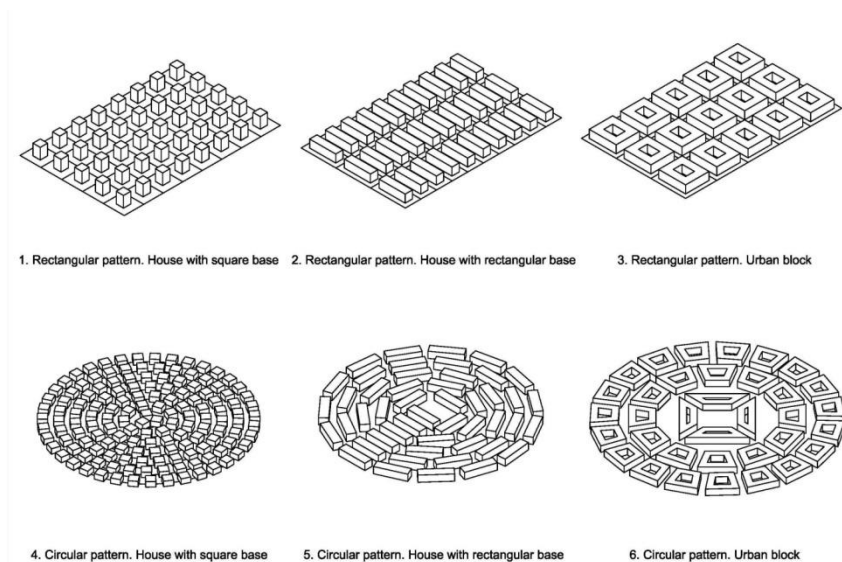 1. Rectangular pattern. House with square base
2. Rectangular pattern. House with rectangular base
3. Rectangular pattern. Urban block
4. Circular pattern. House with square base
5. Circular pattern. House with rectangular base
6. Circular pattern. Urban block